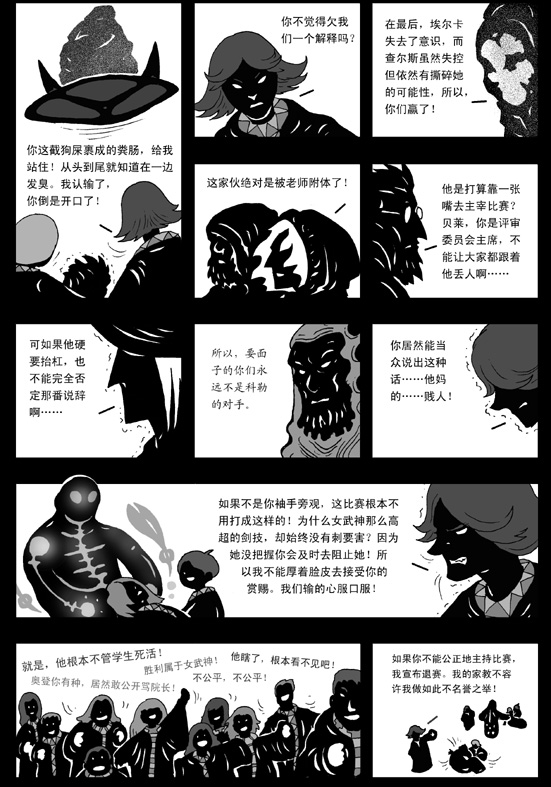 你这截狗屎裹成的粪肠，给我
站住！从头到尾就知道在一边
发臭。我认输了，
你倒是开口了！
你不觉得欠我
们一个解释吗？
在最后，埃尔卡
失去了意识，而
查尔斯虽然失控
但依然有撕碎她
的可能性，所以，
你们赢了！
这家伙绝对是被老师附体了！
他是打算靠一张
嘴去主宰比赛？
贝莱，你是评审
委员会主席，不
能让大家都跟着
他丢人啊……
可如果他硬
要抬杠，也
不能完全否
定那番说辞
啊……
所以，要面
子的你们永
远不是科勒
的对手。
你居然能当
众说出这种
话……他妈
的……贱人！
如果不是你袖手旁观，这比赛根本不
用打成这样的！为什么女武神那么高
超的剑技，却始终没有刺要害？因为
她没把握你会及时去阻止她！所
以我不能厚着脸皮去接受你的
赏赐。我们输的心服口服！
就是，他根本不管学生死活！
奥登你有种，居然敢公开骂院长！
胜利属于女武神！
他瞎了，根本看不见吧！
不公平，不公平！
如果你不能公正地主持比赛，
我宣布退赛。我的家教不容
许我做如此不名誉之举！